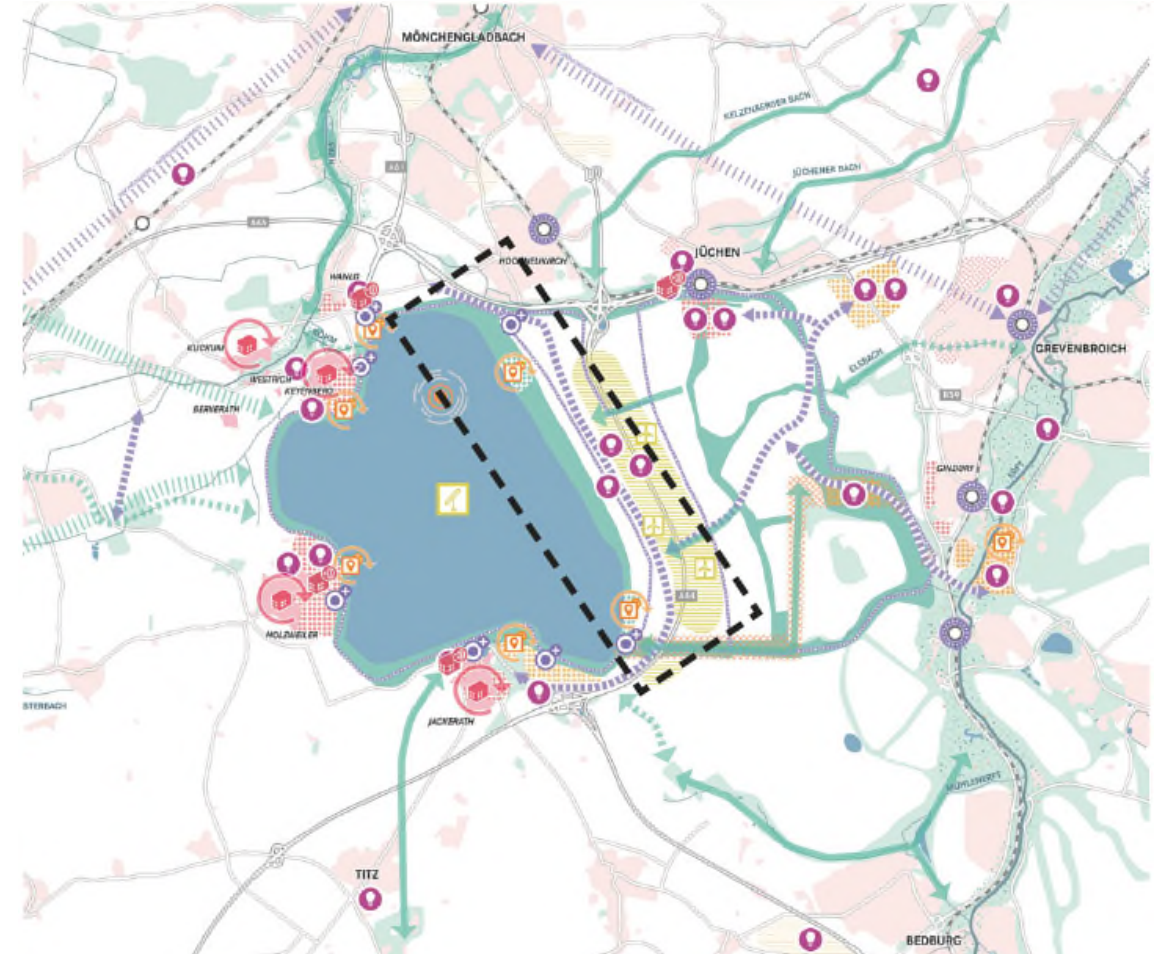 MÖNCHENGLADBACH
KELZENBERGER BACH
A61
JÜCHENER BACH
NIERS
A46
JÜCHEN
HOCHNEUKIRCH
WANLO
KUCKUM
GREVENBROICH
WESTRICH
KEYENBERG
ELSBACH
BERVERATH
B59
GINDORF
ERFT
A44
HOLZWEILER
JACKERATH
MÜHLENERFT
TITZ
BEDBURG